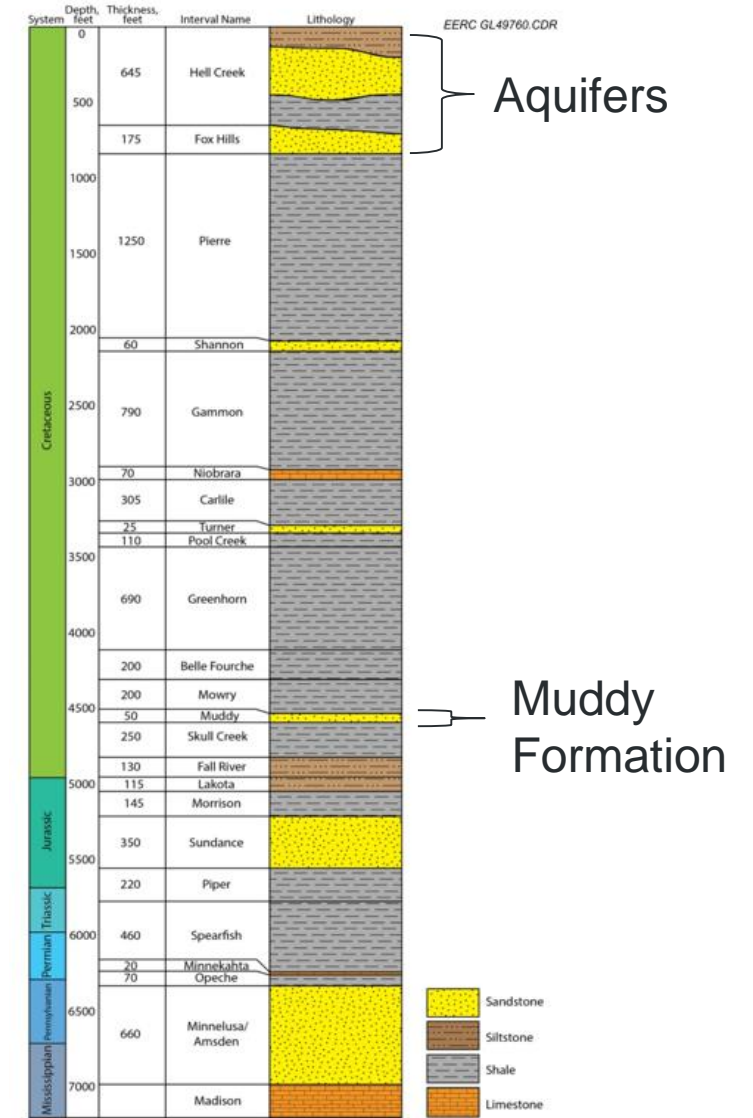 System Depth, feet Thickness, feet Interval Name Lithology
EERC GL49760.CDR
0
645 Hell Creek
500
175 Fox Hills
Aquifers
1000
1250 Pierre
1500
2000
60 Shannon
2500
790 Gammon
Cretaceous
70 Niobrara
3000
305 Carlile
25 Turner
110 Pool Creek
3500
690 Greenhorn
4000
200 Belle Fourche
200 Mowry
4500
50 Muddy
Muddy
Formation
250 Skull Creek
130 Fall River
5000
115 Lakota
145 Morrison
Jurassic
350 Sundance
5500
220 Piper
Triassic
6000
460 Spearfish
Permian
20 Minnekahta
70 Opeche
Pennsylvanian
6500
660 Minnelusa/
Amsden
Mississippian
7000
Madison
Sandstone
Siltstone
Shale
Limestone